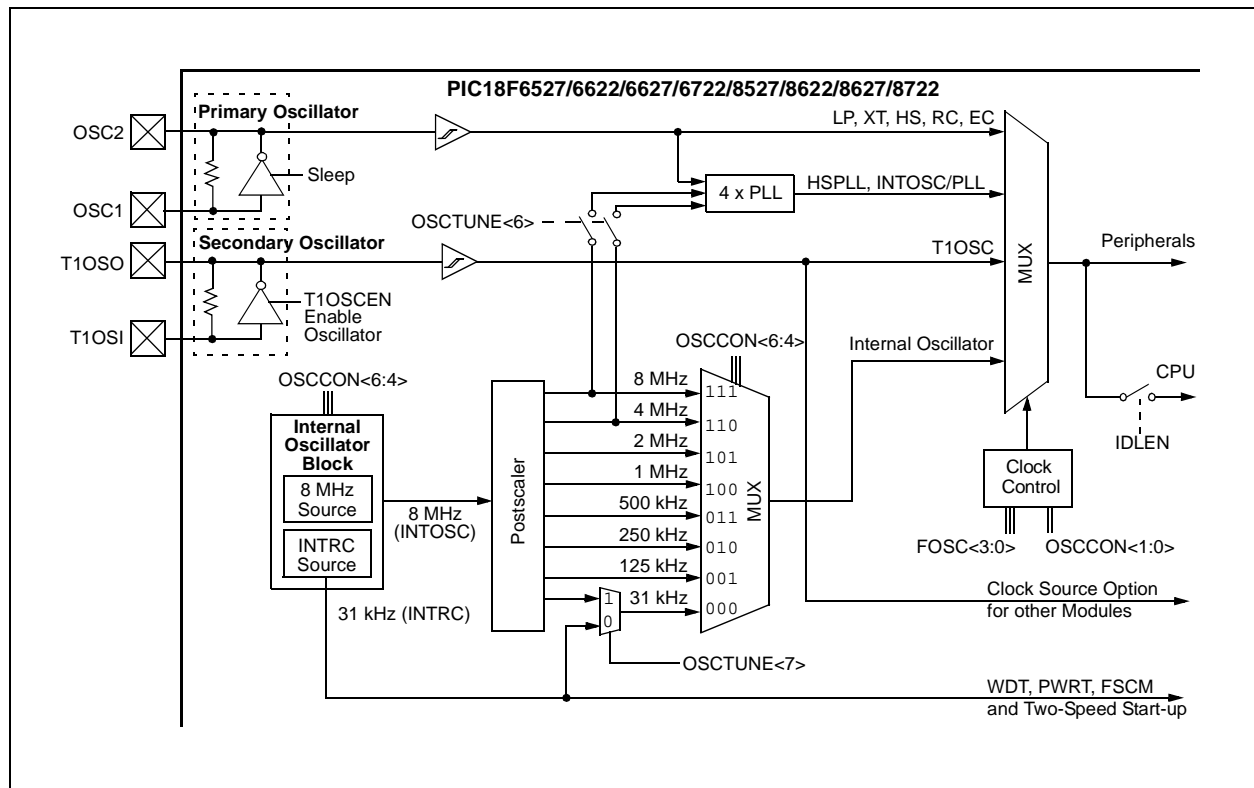 PIC18F6527/6622/6627/6722/8527/8622/8627/8722
Primary Oscillator
OSC2
Sleep
OSC1
LP, XT, HS, RC, EC
4 x PLL
HSPLL, INTOSC/PLL
OSCTUNE<6>
Secondary Oscillator
T1OSO
T1OSCEN
Enable
Oscillator
T1OSI
T1OSC
MUX
Peripherals
Internal Oscillator
CPU
IDLEN
Clock
Control
FOSC<3:0>
OSCCON<1:0>
OSCCON<6:4>
Internal
Oscillator
Block
8 MHz
Source
INTRC
Source
8 MHz
(INTOSC)
31 kHz (INTRC)
Postscaler
OSCCON<6:4>
8 MHz
111
4 MHz
110
2 MHz
101
1 MHz
100
500 kHz
011
250 kHz
010
125 kHz
001
1
0
31 kHz
000
MUX
OSCTUNE<7>
Clock Source Option
for other Modules
WDT, PWRT, FSCM
and Two-Speed Start-up